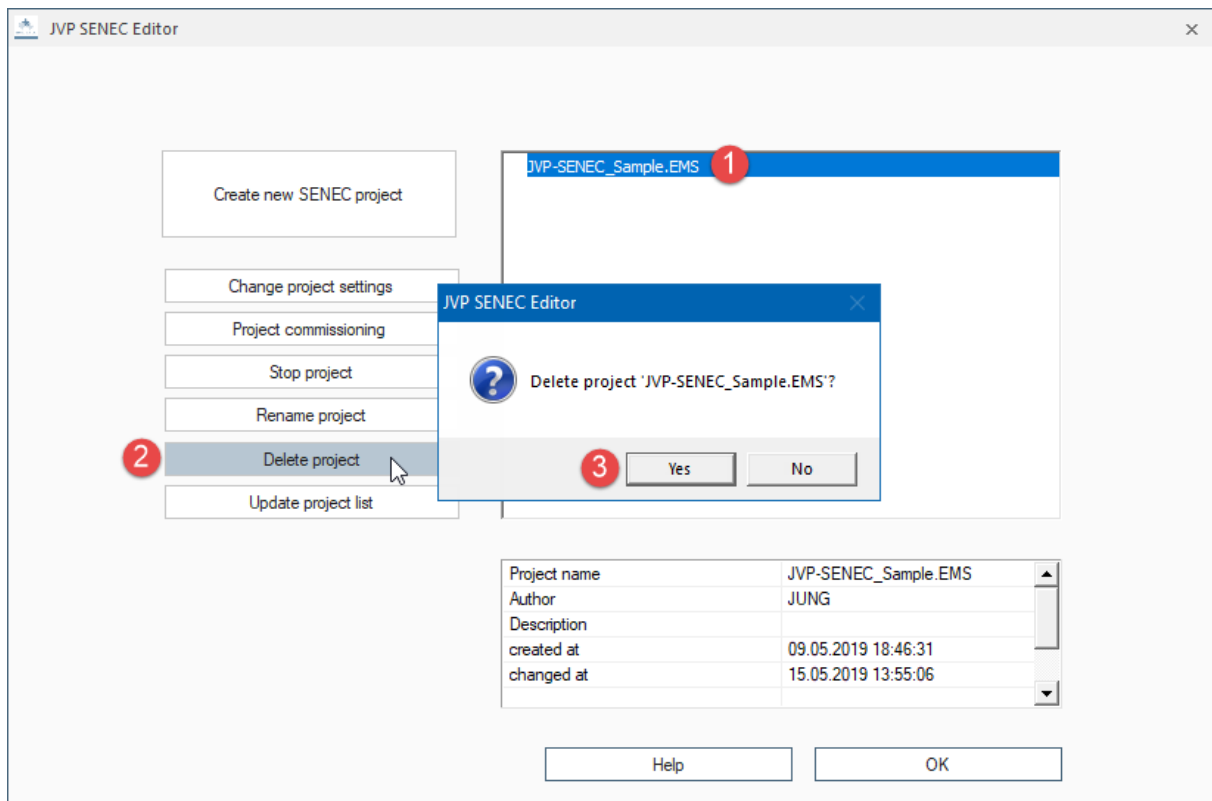 JVP SENEC Editor
Create new SENEC project
JVP-SENEC_Sample.EMS 1
Change project settings
Project commissioning
Stop project
Rename project
2 Delete project
Update project list
JVP SENEC Editor
Delete project 'JVP-SENEC_Sample.EMS'?
3 Yes No
Project name JVP-SENEC_Sample.EMS
Author JUNG
Description
created at 09.05.2019 18:46:31
changed at 15.05.2019 13:55:06
Help OK